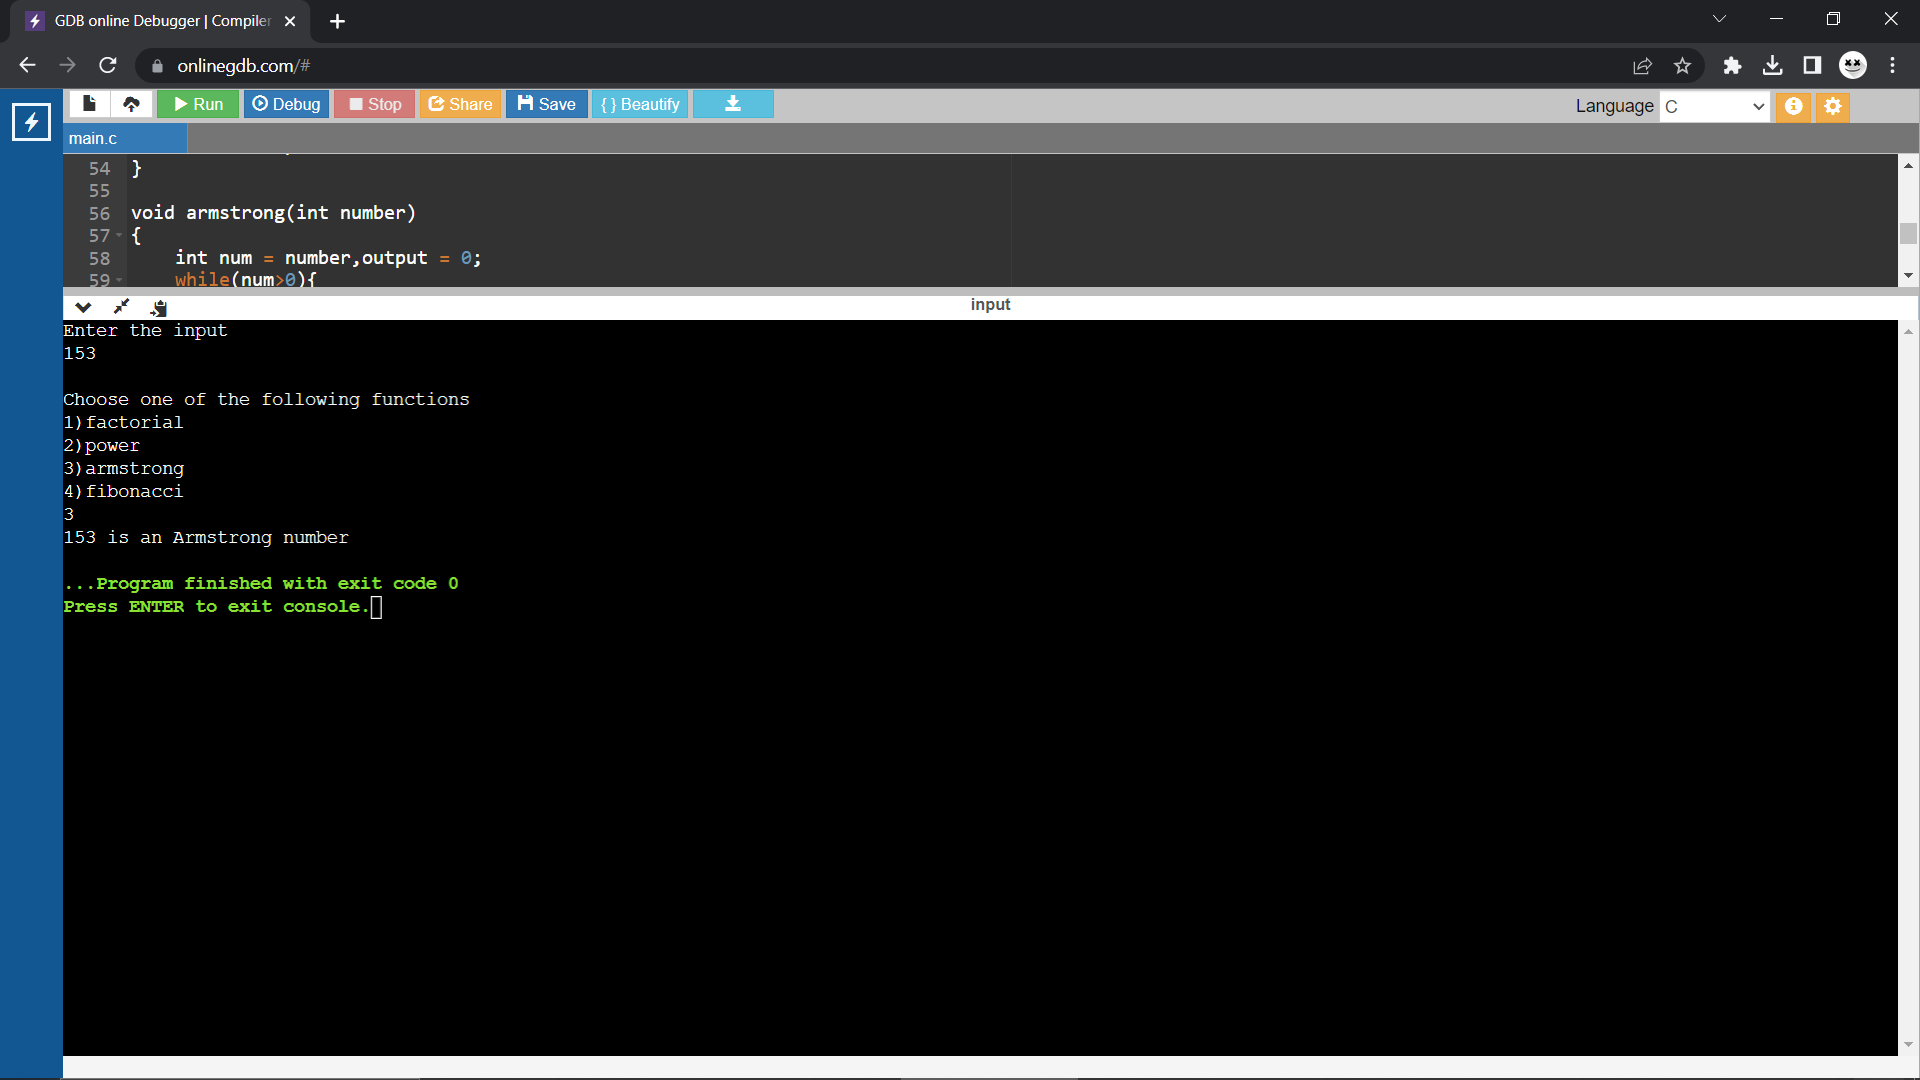 GDB online Debugger | Compiler
onlinegdb.com/#
Run Debug Stop Share Save { } Beautify Language C
main.c
54 }
55
56 void armstrong(int number)
57 {
58 int num = number,output = 0;
59 while(num>0){
input
Enter the input
153
Choose one of the following functions
1)factorial
2)power
3)armstrong
4)fibonacci
3
153 is an Armstrong number
...Program finished with exit code 0
Press ENTER to exit console.